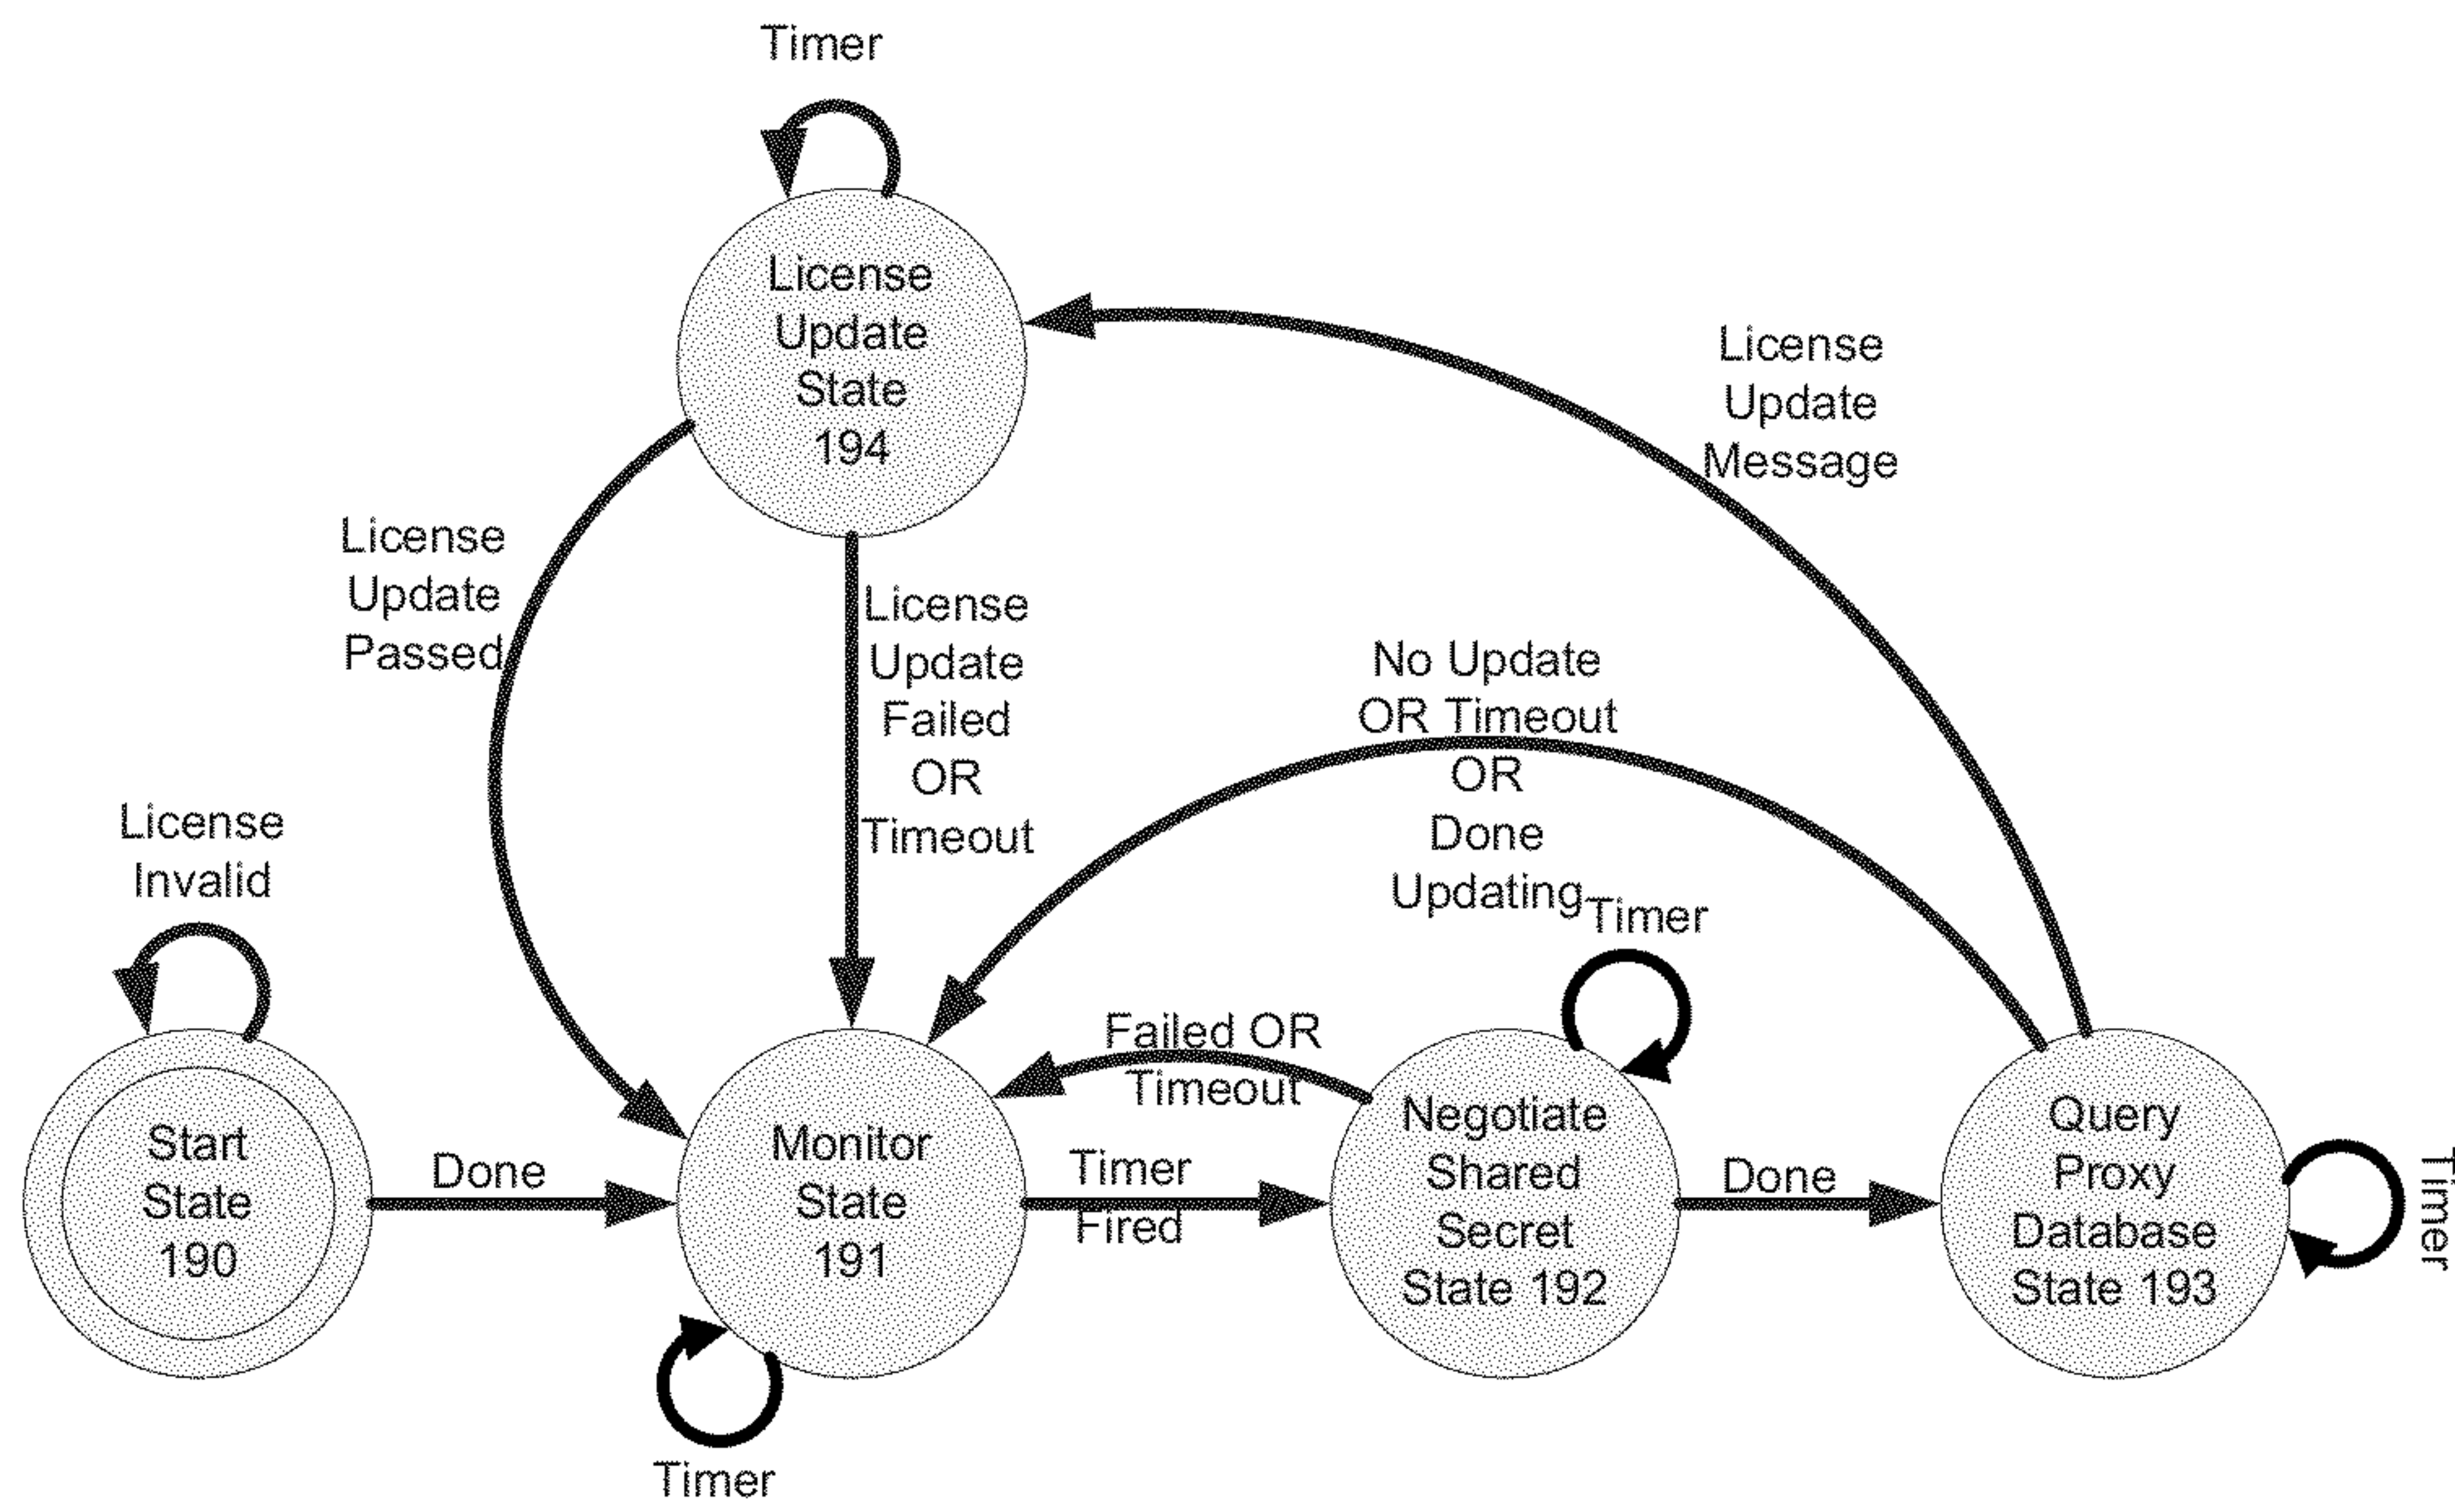 Timer
License
Update
State
194
License
Update
Message
License
Update
Passed
License
Update
Failed
OR
Timeout
No Update
OR Timeout
OR
Done
Updating
Timer
License
Invalid
Failed OR
Timeout
Start
State
190
Done
Monitor
State
191
Timer
Fired
Negotiate
Shared
Secret
State 192
Done
Query
Proxy
Database
State 193
Timer
Timer